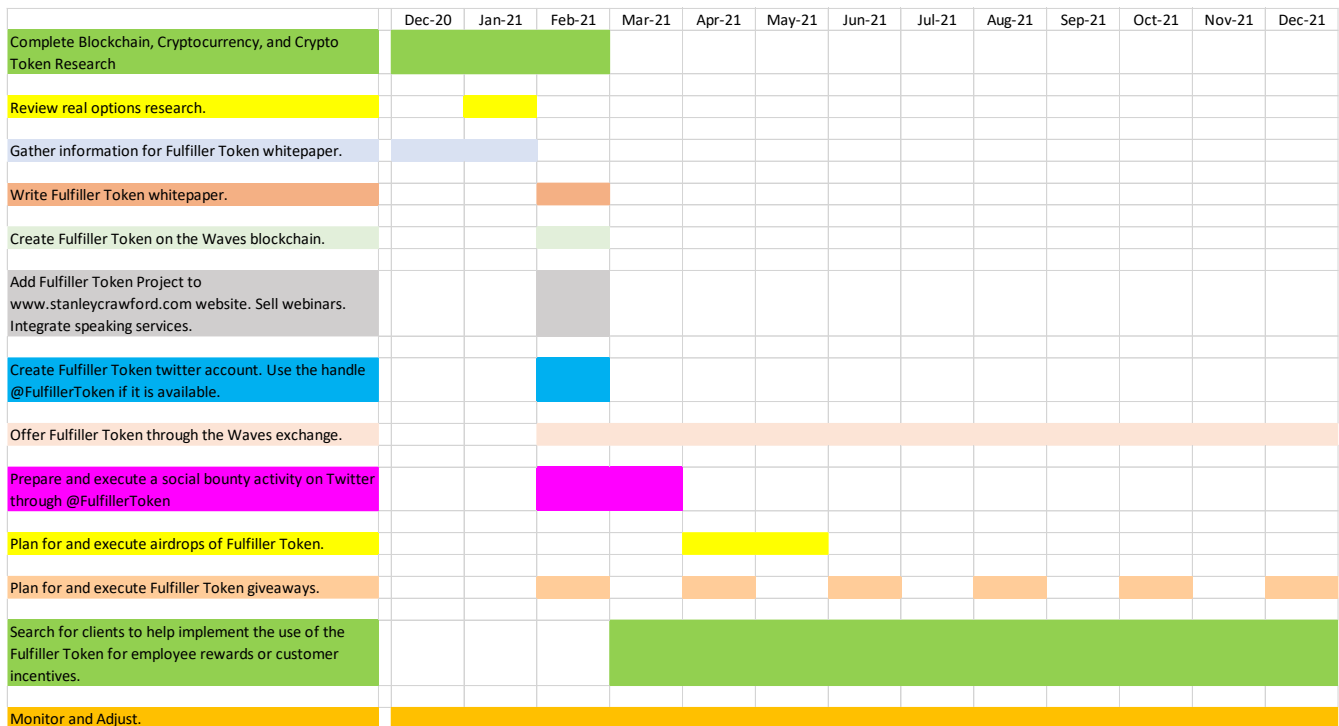 Dec-20 Jan-21 Feb-21 Mar-21 Apr-21 May-21 Jun-21 Jul-21 Aug-21 Sep-21 Oct-21 Nov-21 Dec-21
Complete Blockchain, Cryptocurrency, and Crypto
Token Research
Review real options research.
Gather information for Fulfiller Token whitepaper.
Write Fulfiller Token whitepaper.
Create Fulfiller Token on the Waves blockchain.
Add Fulfiller Token Project to
www.stanleycrawford.com website. Sell webinars.
Integrate speaking services.
Create Fulfiller Token twitter account. Use the handle
@FulfillerToken if it is available.
Offer Fulfiller Token through the Waves exchange.
Prepare and execute a social bounty activity on Twitter
through @FulfillerToken
Plan for and execute airdrops of Fulfiller Token.
Plan for and execute Fulfiller Token giveaways.
Search for clients to help implement the use of the
Fulfiller Token for employee rewards or customer
incentives.
Monitor and Adjust.